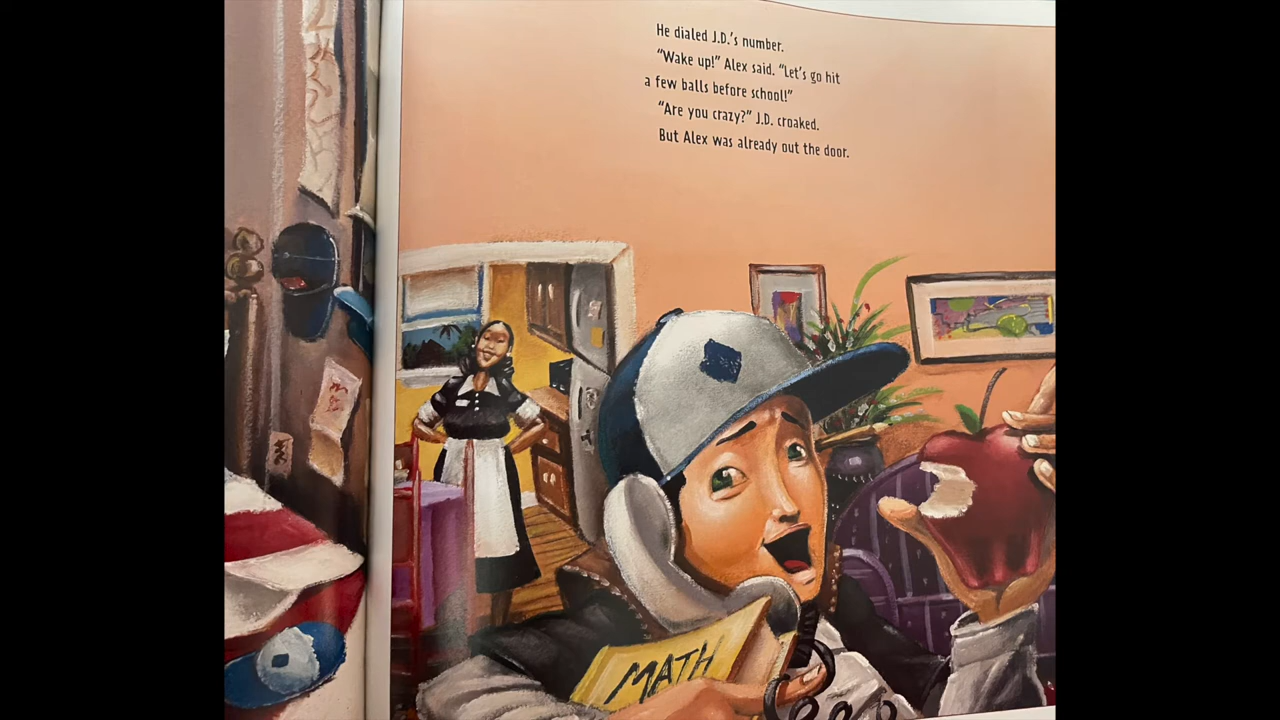 He dialed J.D.'s number.
"Wake up!" Alex said. "Let's go hit
a few balls before school!"
"Are you crazy?" J.D. croaked.
But Alex was already out the door.
MATH